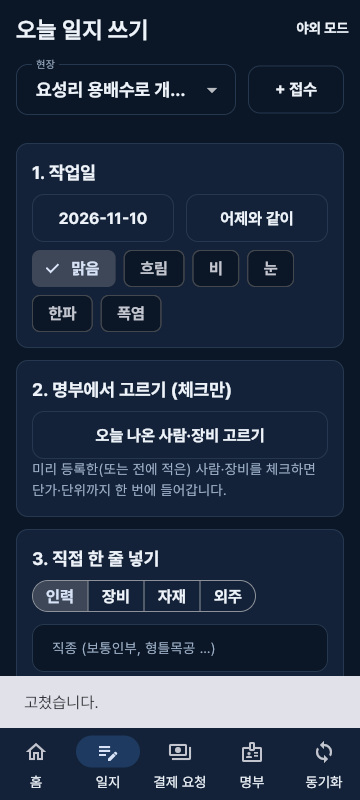 오늘 일지 쓰기
야외 모드
현장
요성리 용배수로 개...
+ 접수
1. 작업일
2026-11-10
어제와 같이
맑음
흐림
비
눈
한파
폭염
2. 명부에서 고르기 (체크만)
오늘 나온 사람·장비 고르기
미리 등록한(또는 전에 적은) 사람·장비를 체크하면
단가·단위까지 한 번에 들어갑니다.
3. 직접 한 줄 넣기
인력
장비
자재
외주
직종 (보통인부, 형틀목공 ...)
고쳤습니다.
홈
일지
결제 요청
명부
동기화